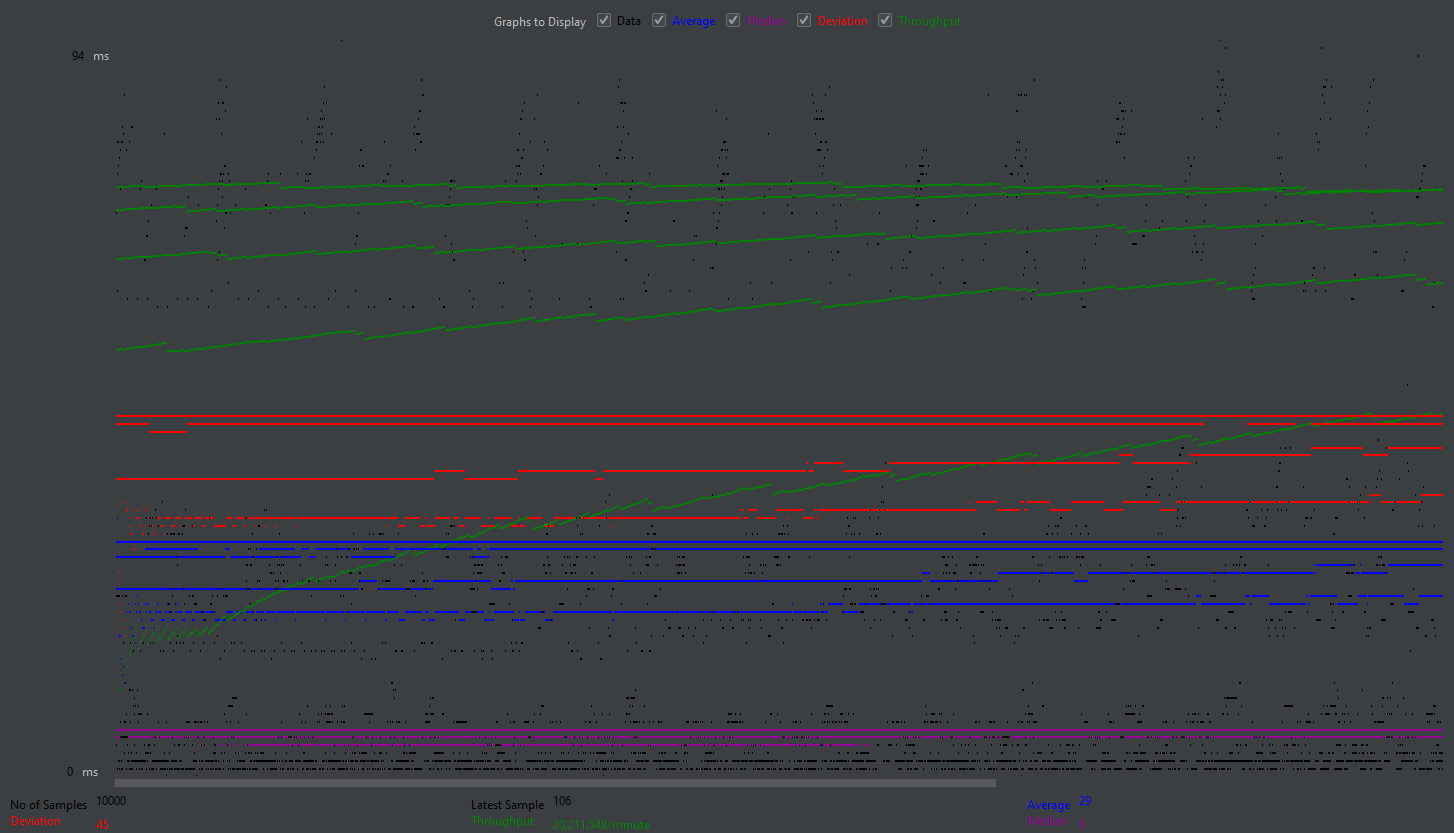 Graphs to Display Data Average Median Deviation Throughput
94 ms
0 ms
No of Samples 10000 Latest Sample 106 Average 29
Deviation 45 Throughput 20,211.548/minute Median 6